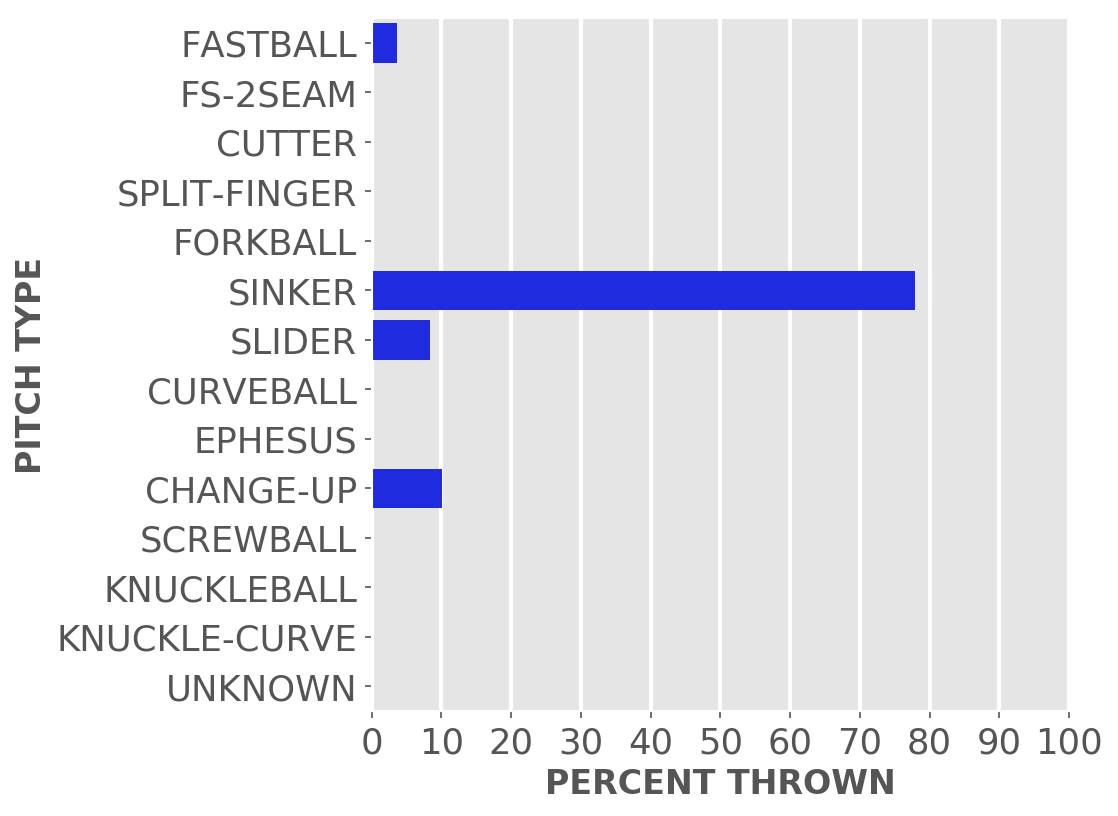 FASTBALL
FS-2SEAM
CUTTER
SPLIT-FINGER
FORKBALL
SINKER
SLIDER
CURVEBALL
EPHESUS
CHANGE-UP
SCREWBALL
KNUCKLEBALL
KNUCKLE-CURVE
UNKNOWN
PITCH TYPE
0 10 20 30 40 50 60 70 80 90 100
PERCENT THROWN